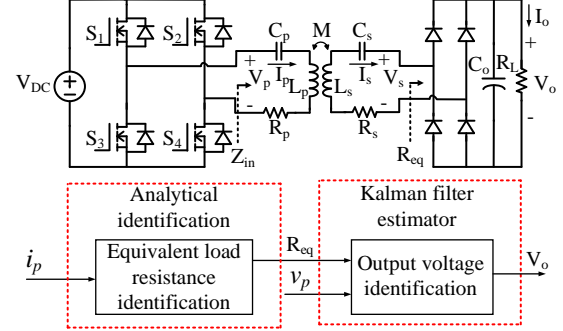 S1 S2 Cp M Cs Io
+ + +
Ip Is
VDC Vp Lp Ls Vs Co RL Vo
- - -
S3 S4 Rp Rs
Zin Req
Analytical
identification
Kalman filter
estimator
ip
Equivalent load
resistance
identification
Req
vp
Output voltage
identification
Vo